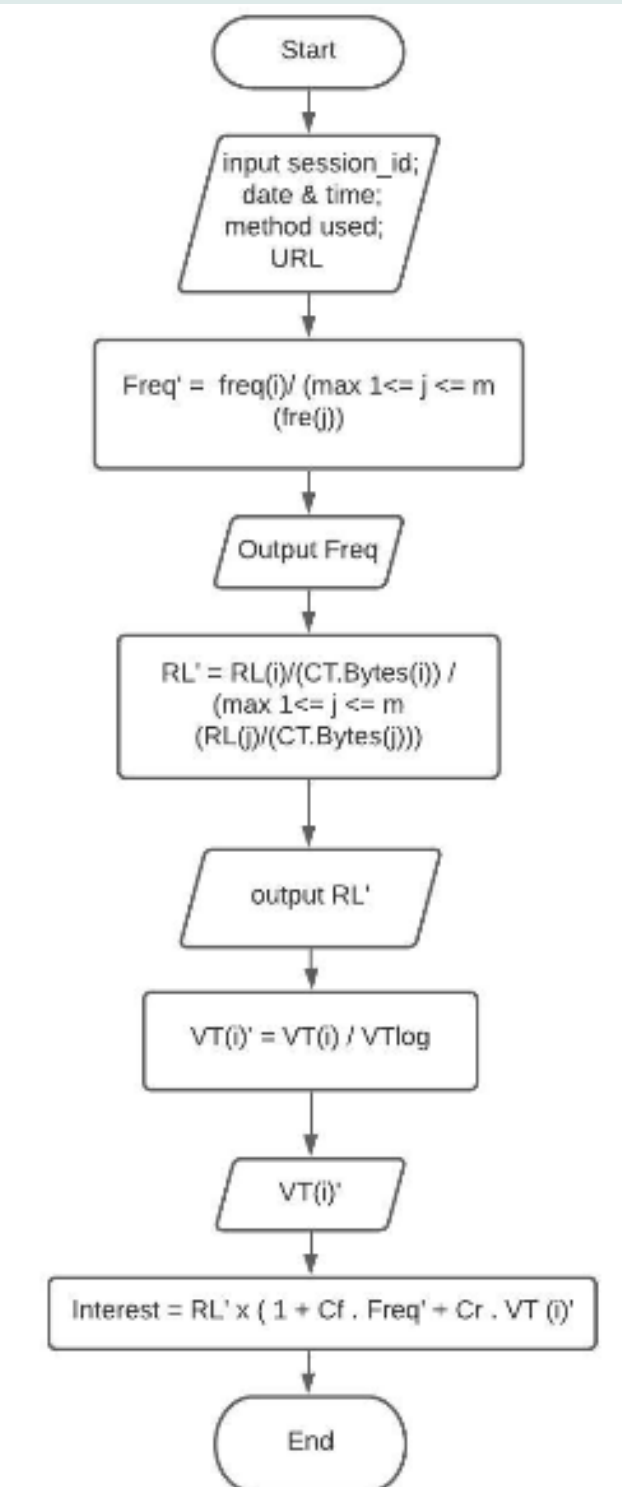 Start
input session_id;
date & time;
method used;
URL
Freq' = freq(i)/ (max 1<= j <= m
(fre(j))
Output Freq
RL' = RL(i)/(CT.Bytes(i)) /
(max 1<= j <= m
(RL(j)/(CT.Bytes(j)))
output RL'
VT(i)' = VT(i) / VTlog
VT(i)'
Interest = RL' x ( 1 + Cf . Freq' + Cr . VT (i)'
End